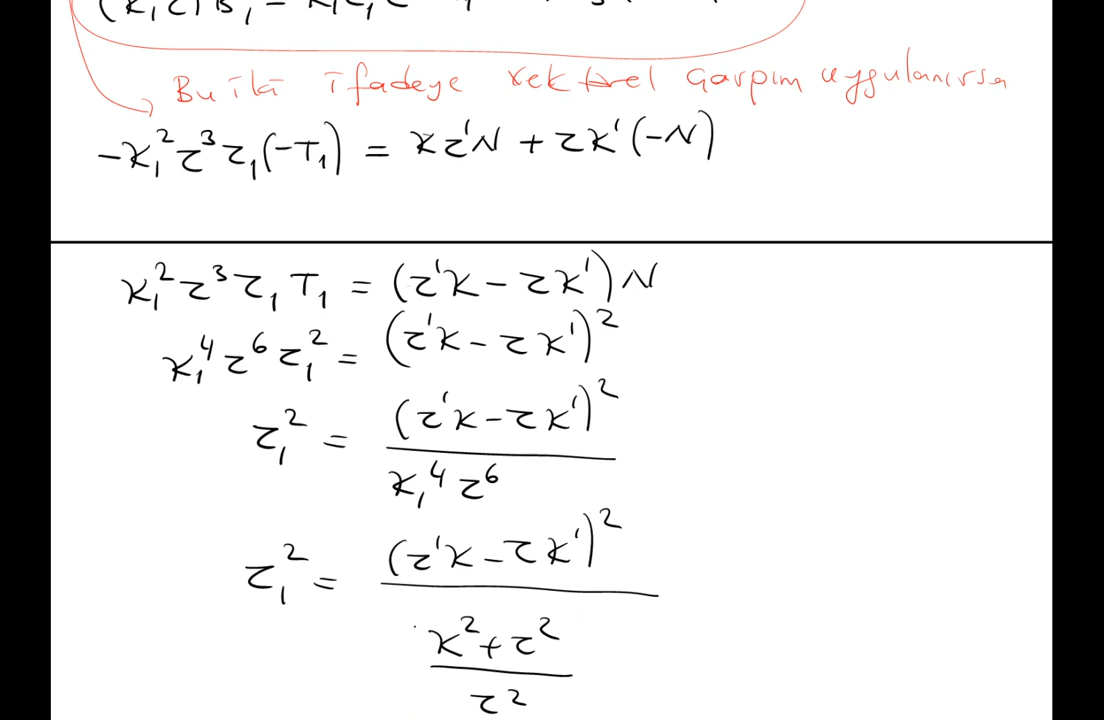 Bu iki ifadeye vektörel çarpım uygulanırsa
-κ₁²τ³τ₁(-T₁) = κτ'N + τκ'(-N)
κ₁²τ³τ₁T₁ = (τ'κ - τκ')N
κ₁⁴τ⁶τ₁² = (τ'κ - τκ')²
τ₁² = (τ'κ - τκ')² / κ₁⁴τ⁶
τ₁² = (τ'κ - τκ')² / ((κ² + τ²) / τ²)